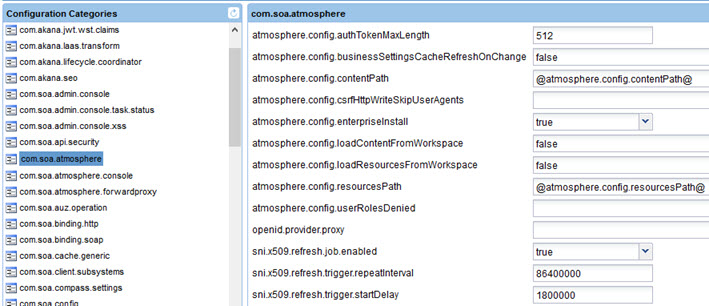 Configuration Categories
com.akana.jwt.wst.claims
com.akana.laas.transform
com.akana.lifecycle.coordinator
com.akana.seo
com.soa.admin.console
com.soa.admin.console.task.status
com.soa.admin.console.xss
com.soa.api.security
com.soa.atmosphere
com.soa.atmosphere.console
com.soa.atmosphere.forwardproxy
com.soa.auz.operation
com.soa.binding.http
com.soa.binding.soap
com.soa.cache.generic
com.soa.client.subsystems
com.soa.compass.settings
com.soa.config
com.soa.atmosphere
atmosphere.config.authTokenMaxLength 512
atmosphere.config.businessSettingsCacheRefreshOnChange false
atmosphere.config.contentPath @atmosphere.config.contentPath@
atmosphere.config.csrfHttpWriteSkipUserAgents
atmosphere.config.enterpriseInstall true
atmosphere.config.loadContentFromWorkspace false
atmosphere.config.loadResourcesFromWorkspace false
atmosphere.config.resourcesPath @atmosphere.config.resourcesPath@
atmosphere.config.userRolesDenied
openid.provider.proxy
sni.x509.refresh.job.enabled true
sni.x509.refresh.trigger.repeatInterval 86400000
sni.x509.refresh.trigger.startDelay 1800000